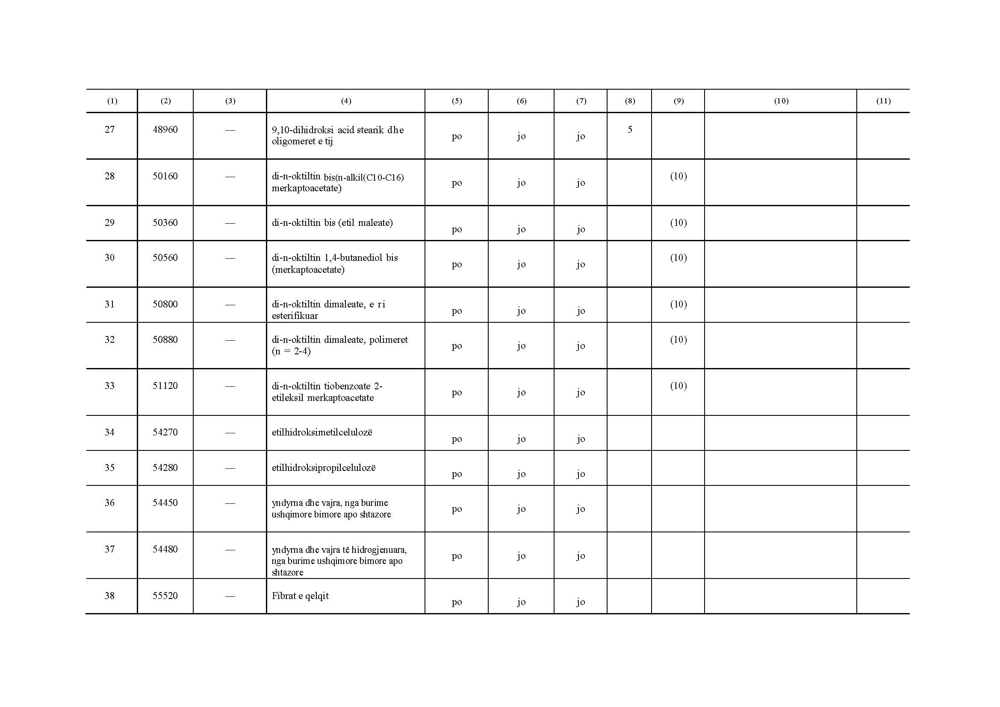 (1) (2) (3) (4) (5) (6) (7) (8) (9) (10) (11)
27 48960 — 9,10-dihidroksi acid stearik dhe po jo jo 5
oligomeret e tij
28 50160 — di-n-oktiltin bis(n-alkil(C10-C16) po jo jo (10)
merkaptoacetate)
29 50360 — di-n-oktiltin bis (etil maleate) po jo jo (10)
30 50560 — di-n-oktiltin 1,4-butanediol bis po jo jo (10)
(merkaptoacetate)
31 50800 — di-n-oktiltin dimaleate, e ri po jo jo (10)
esterifikuar
32 50880 — di-n-oktiltin dimaleate, polimeret po jo jo (10)
(n = 2-4)
33 51120 — di-n-oktiltin tiobenzoate 2- po jo jo (10)
etileksil merkaptoacetate
34 54270 — etilhidroksimetilcelulozë po jo jo
35 54280 — etilhidroksipropilcelulozë po jo jo
36 54450 — yndyrna dhe vajra, nga burime po jo jo
ushqimore bimore apo shtazore
37 54480 — yndyrna dhe vajra të hidrogjenuara, po jo jo
nga burime ushqimore bimore apo
shtazore
38 55520 — Fibrat e qelqit po jo jo